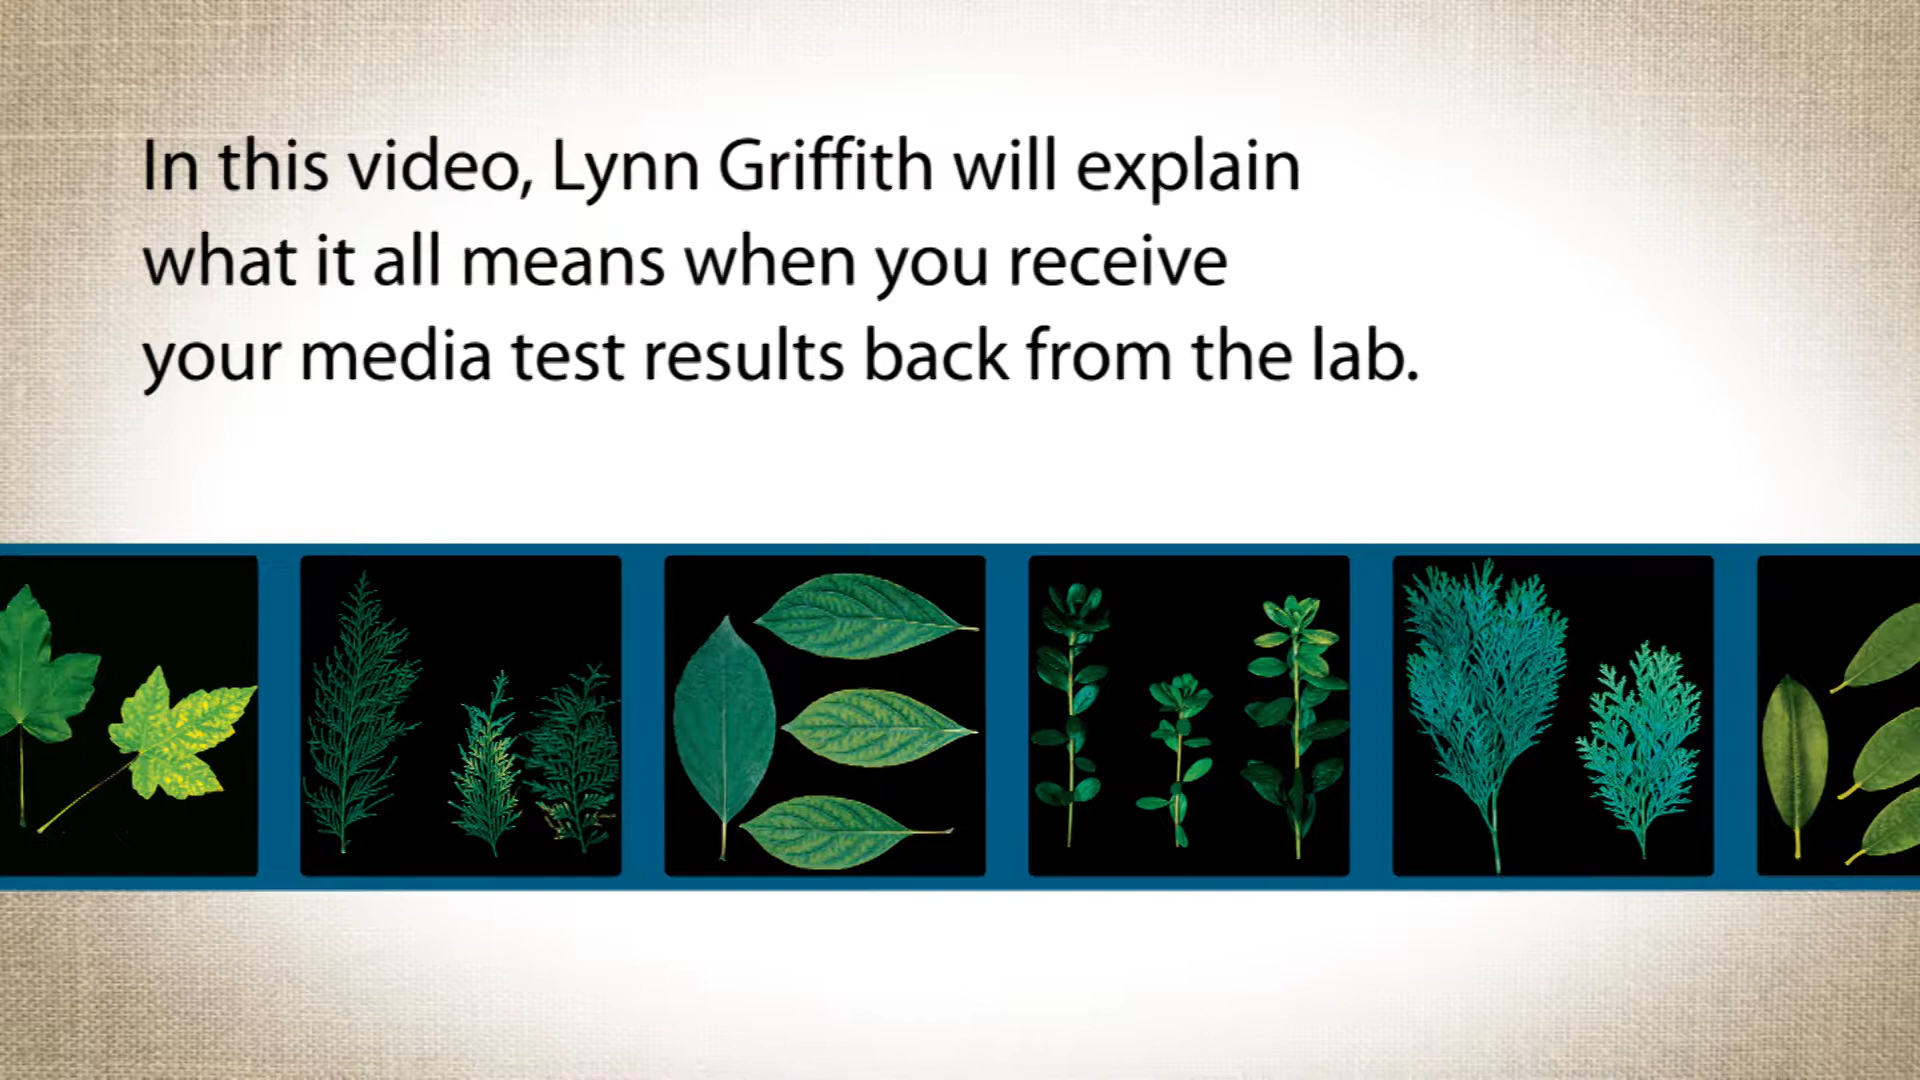 In this video, Lynn Griffith will explain
what it all means when you receive
your media test results back from the lab.